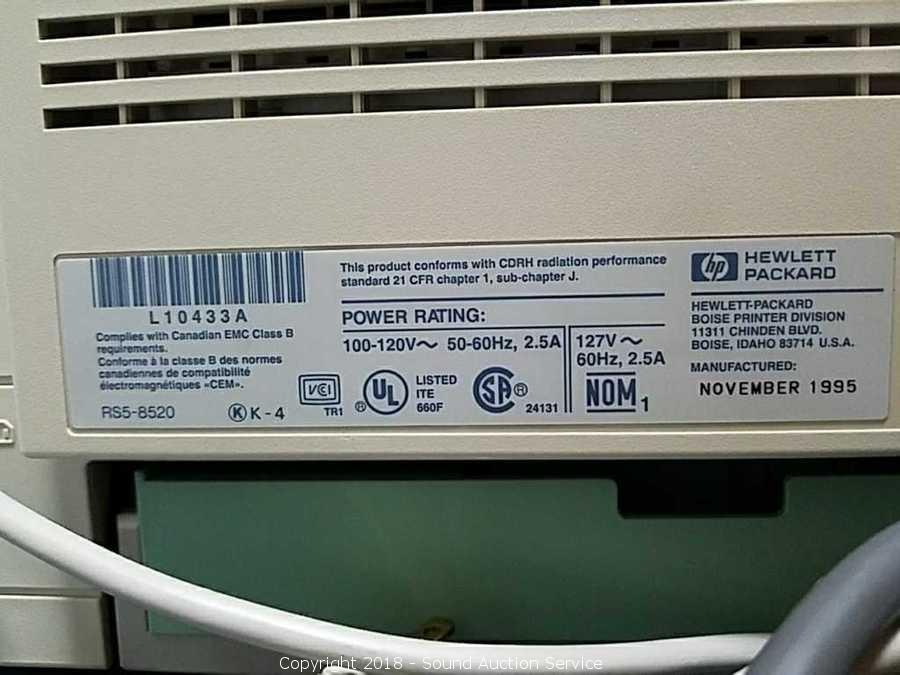 L10433A
Complies with Canadian EMC Class B
requirements.
Conforme à la classe B des normes
canadiennes de compatibilité
électromagnétiques «CEM».
RS5-8520
K K-4
This product conforms with CDRH radiation performance
standard 21 CFR chapter 1, sub-chapter J.
POWER RATING:
100-120V～ 50-60Hz, 2.5A
127V～
60Hz, 2.5A
VCI
TR1
UL ®
LISTED
ITE
660F
SA ®
24131
NOM 1
hp HEWLETT
PACKARD
HEWLETT-PACKARD
BOISE PRINTER DIVISION
11311 CHINDEN BLVD.
BOISE, IDAHO 83714 U.S.A.
MANUFACTURED:
NOVEMBER 1995
Copyright 2018 - Sound Auction Service